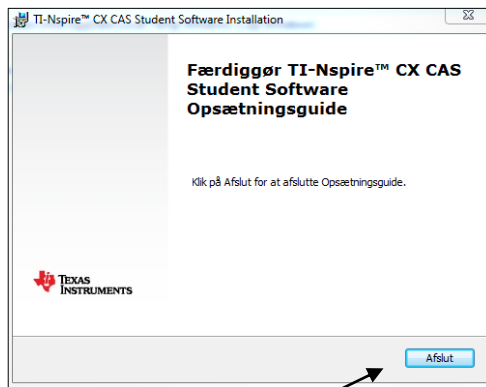 TI-Nspire™ CX CAS Student Software Installation
Færdiggør TI-Nspire™ CX CAS
Student Software
Opsætningsguide
Klik på Afslut for at afslutte Opsætningsguide.
TEXAS
INSTRUMENTS
Afslut